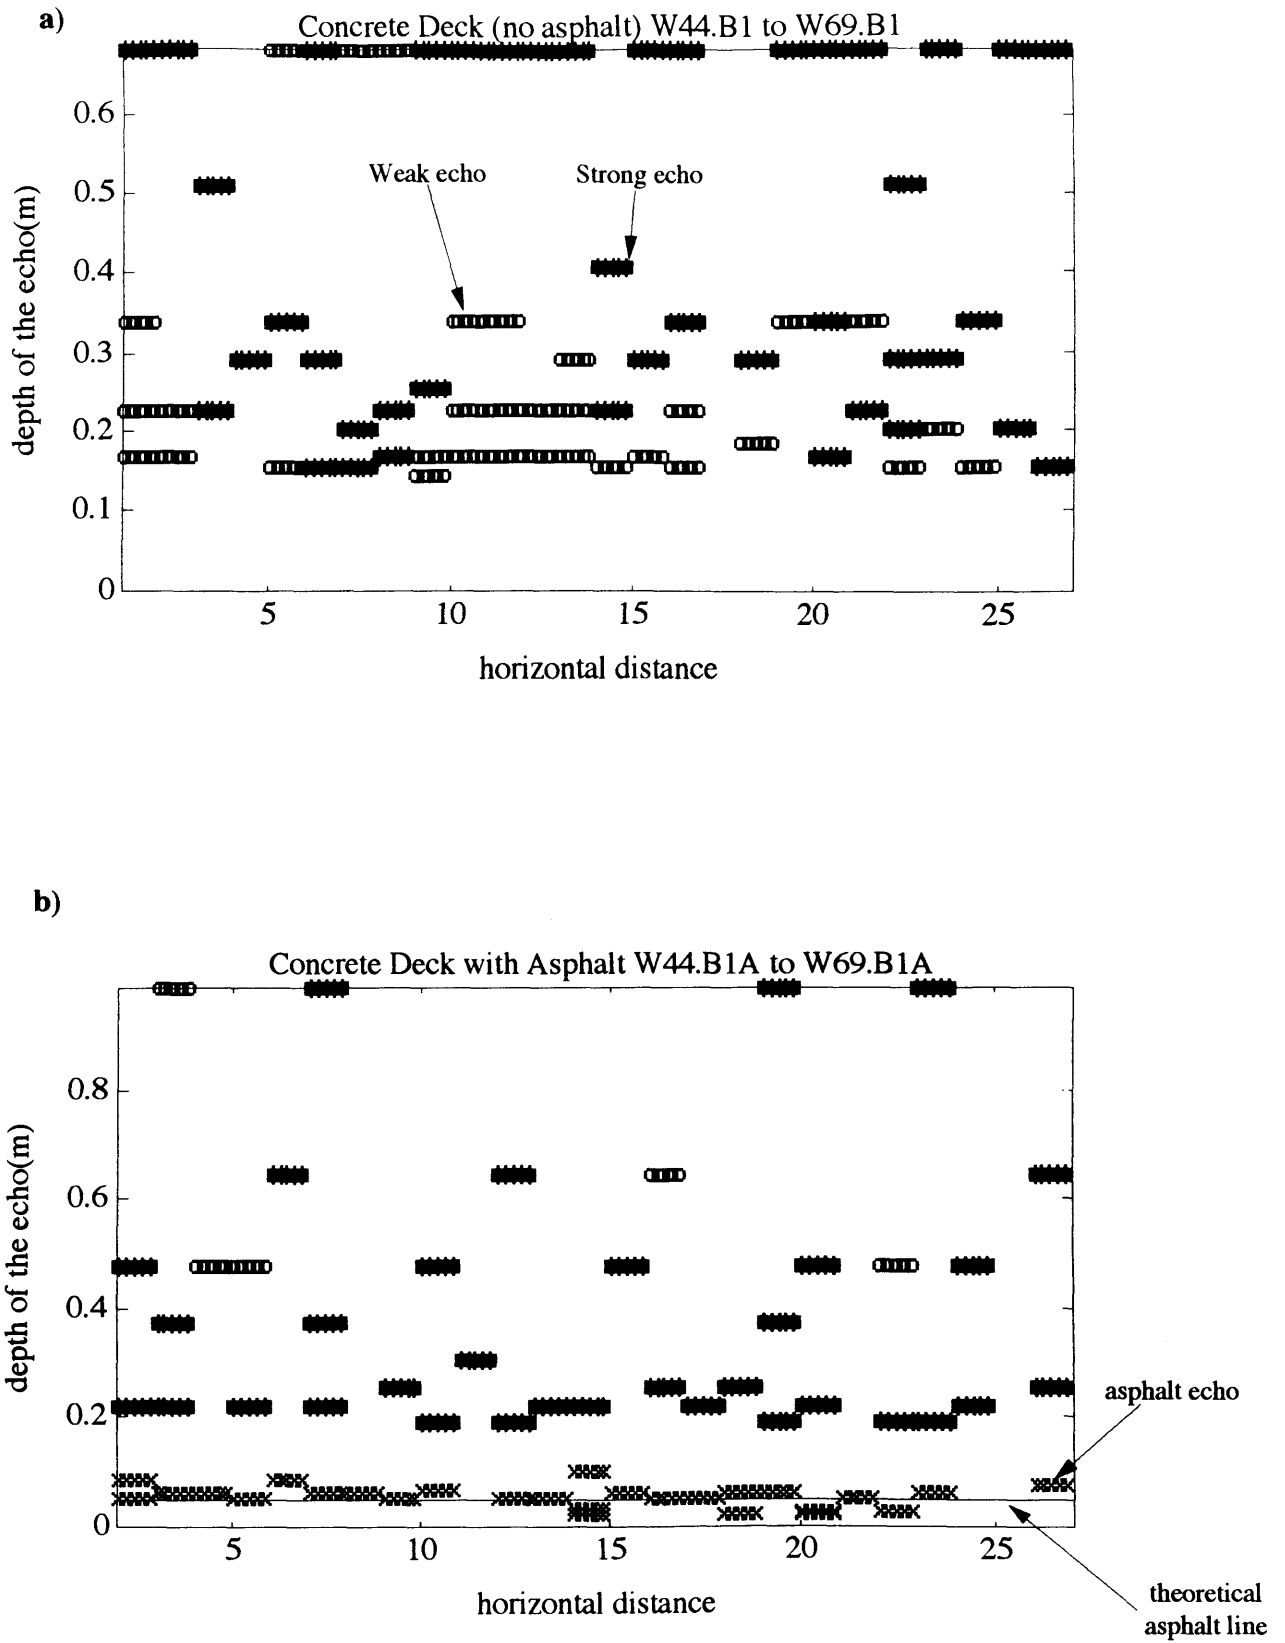 a)
Concrete Deck (no asphalt) W44.B1 to W69.B1
0.6
Weak echo
Strong echo
0.5
0.4
0.3
0.2
0.1
0
depth of the echo(m)
5 10 15 20 25
horizontal distance
b)
Concrete Deck with Asphalt W44.B1A to W69.B1A
0.8
0.6
0.4
0.2
0
depth of the echo(m)
asphalt echo
5 10 15 20 25
horizontal distance
theoretical
asphalt line